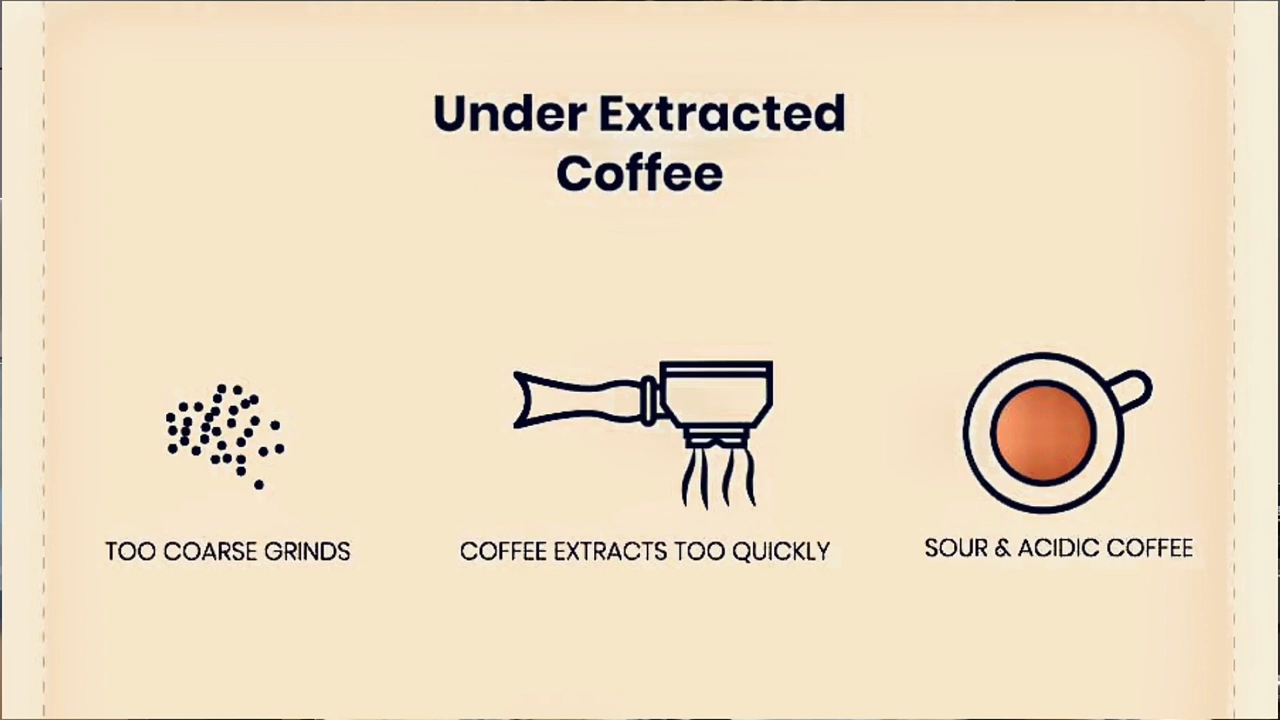 Under Extracted
Coffee
TOO COARSE GRINDS
COFFEE EXTRACTS TOO QUICKLY
SOUR & ACIDIC COFFEE